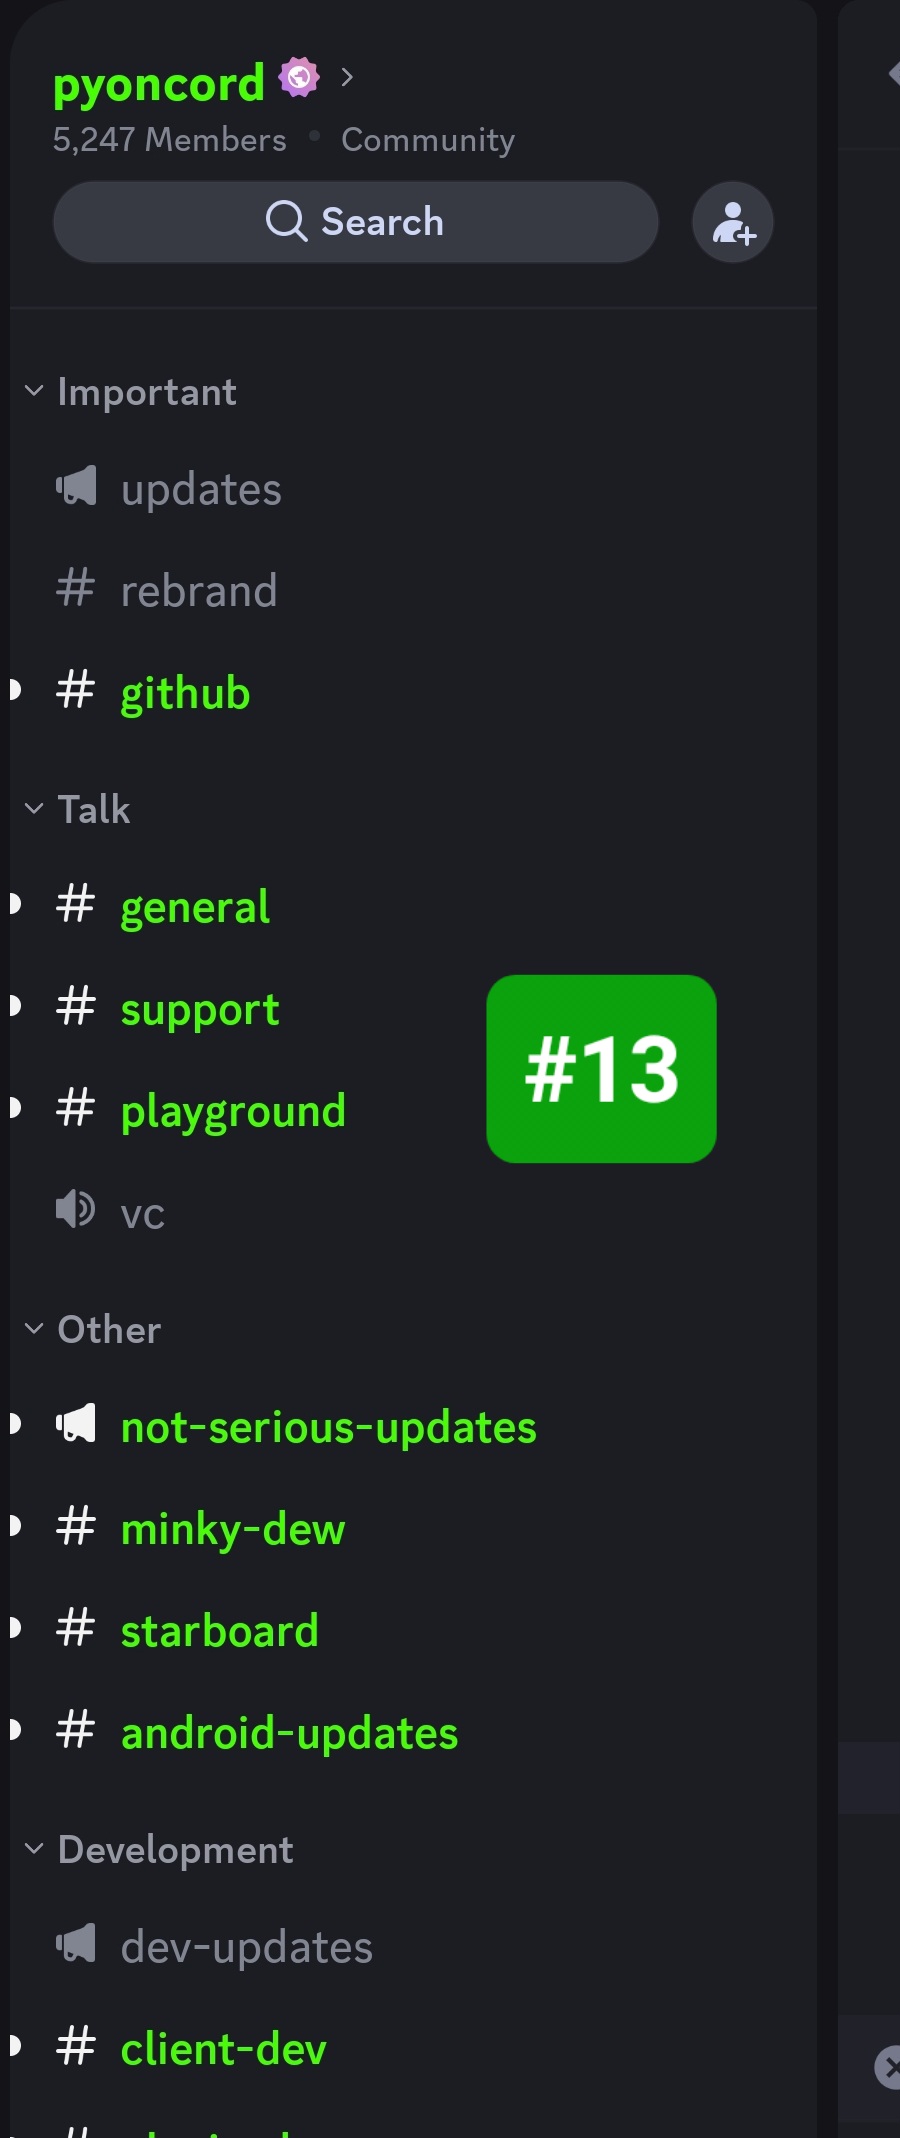 pyoncord
5,247 Members • Community
Search
Important
updates
# rebrand
# github
Talk
# general
# support
#13
# playground
vc
Other
not-serious-updates
# minky-dew
# starboard
# android-updates
Development
dev-updates
# client-dev